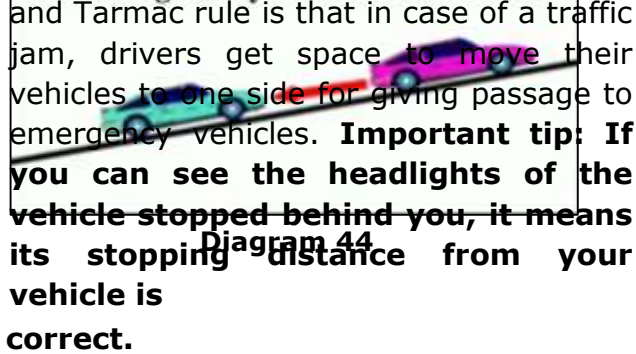 and Tarmac rule is that in case of a traffic
jam, drivers get space to move their
vehicles to one side for giving passage to
emergency vehicles. Important tip: If
you can see the headlights of the
vehicle stopped behind you, it means
Diagram 44
its stopping distance from your
vehicle is
correct.